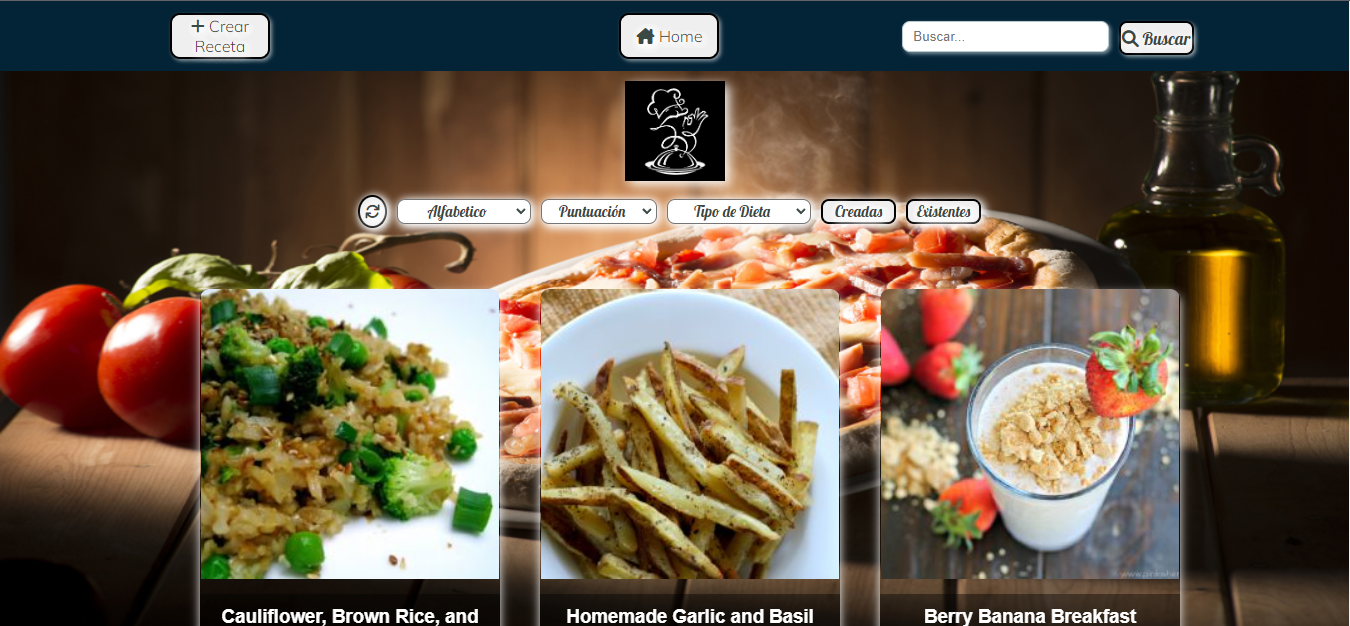 Crear
Receta
Home
Buscar...
Buscar
Alfabetico
Puntuación
Tipo de Dieta
Creadas
Existentes
Cauliflower, Brown Rice, and
Homemade Garlic and Basil
Berry Banana Breakfast